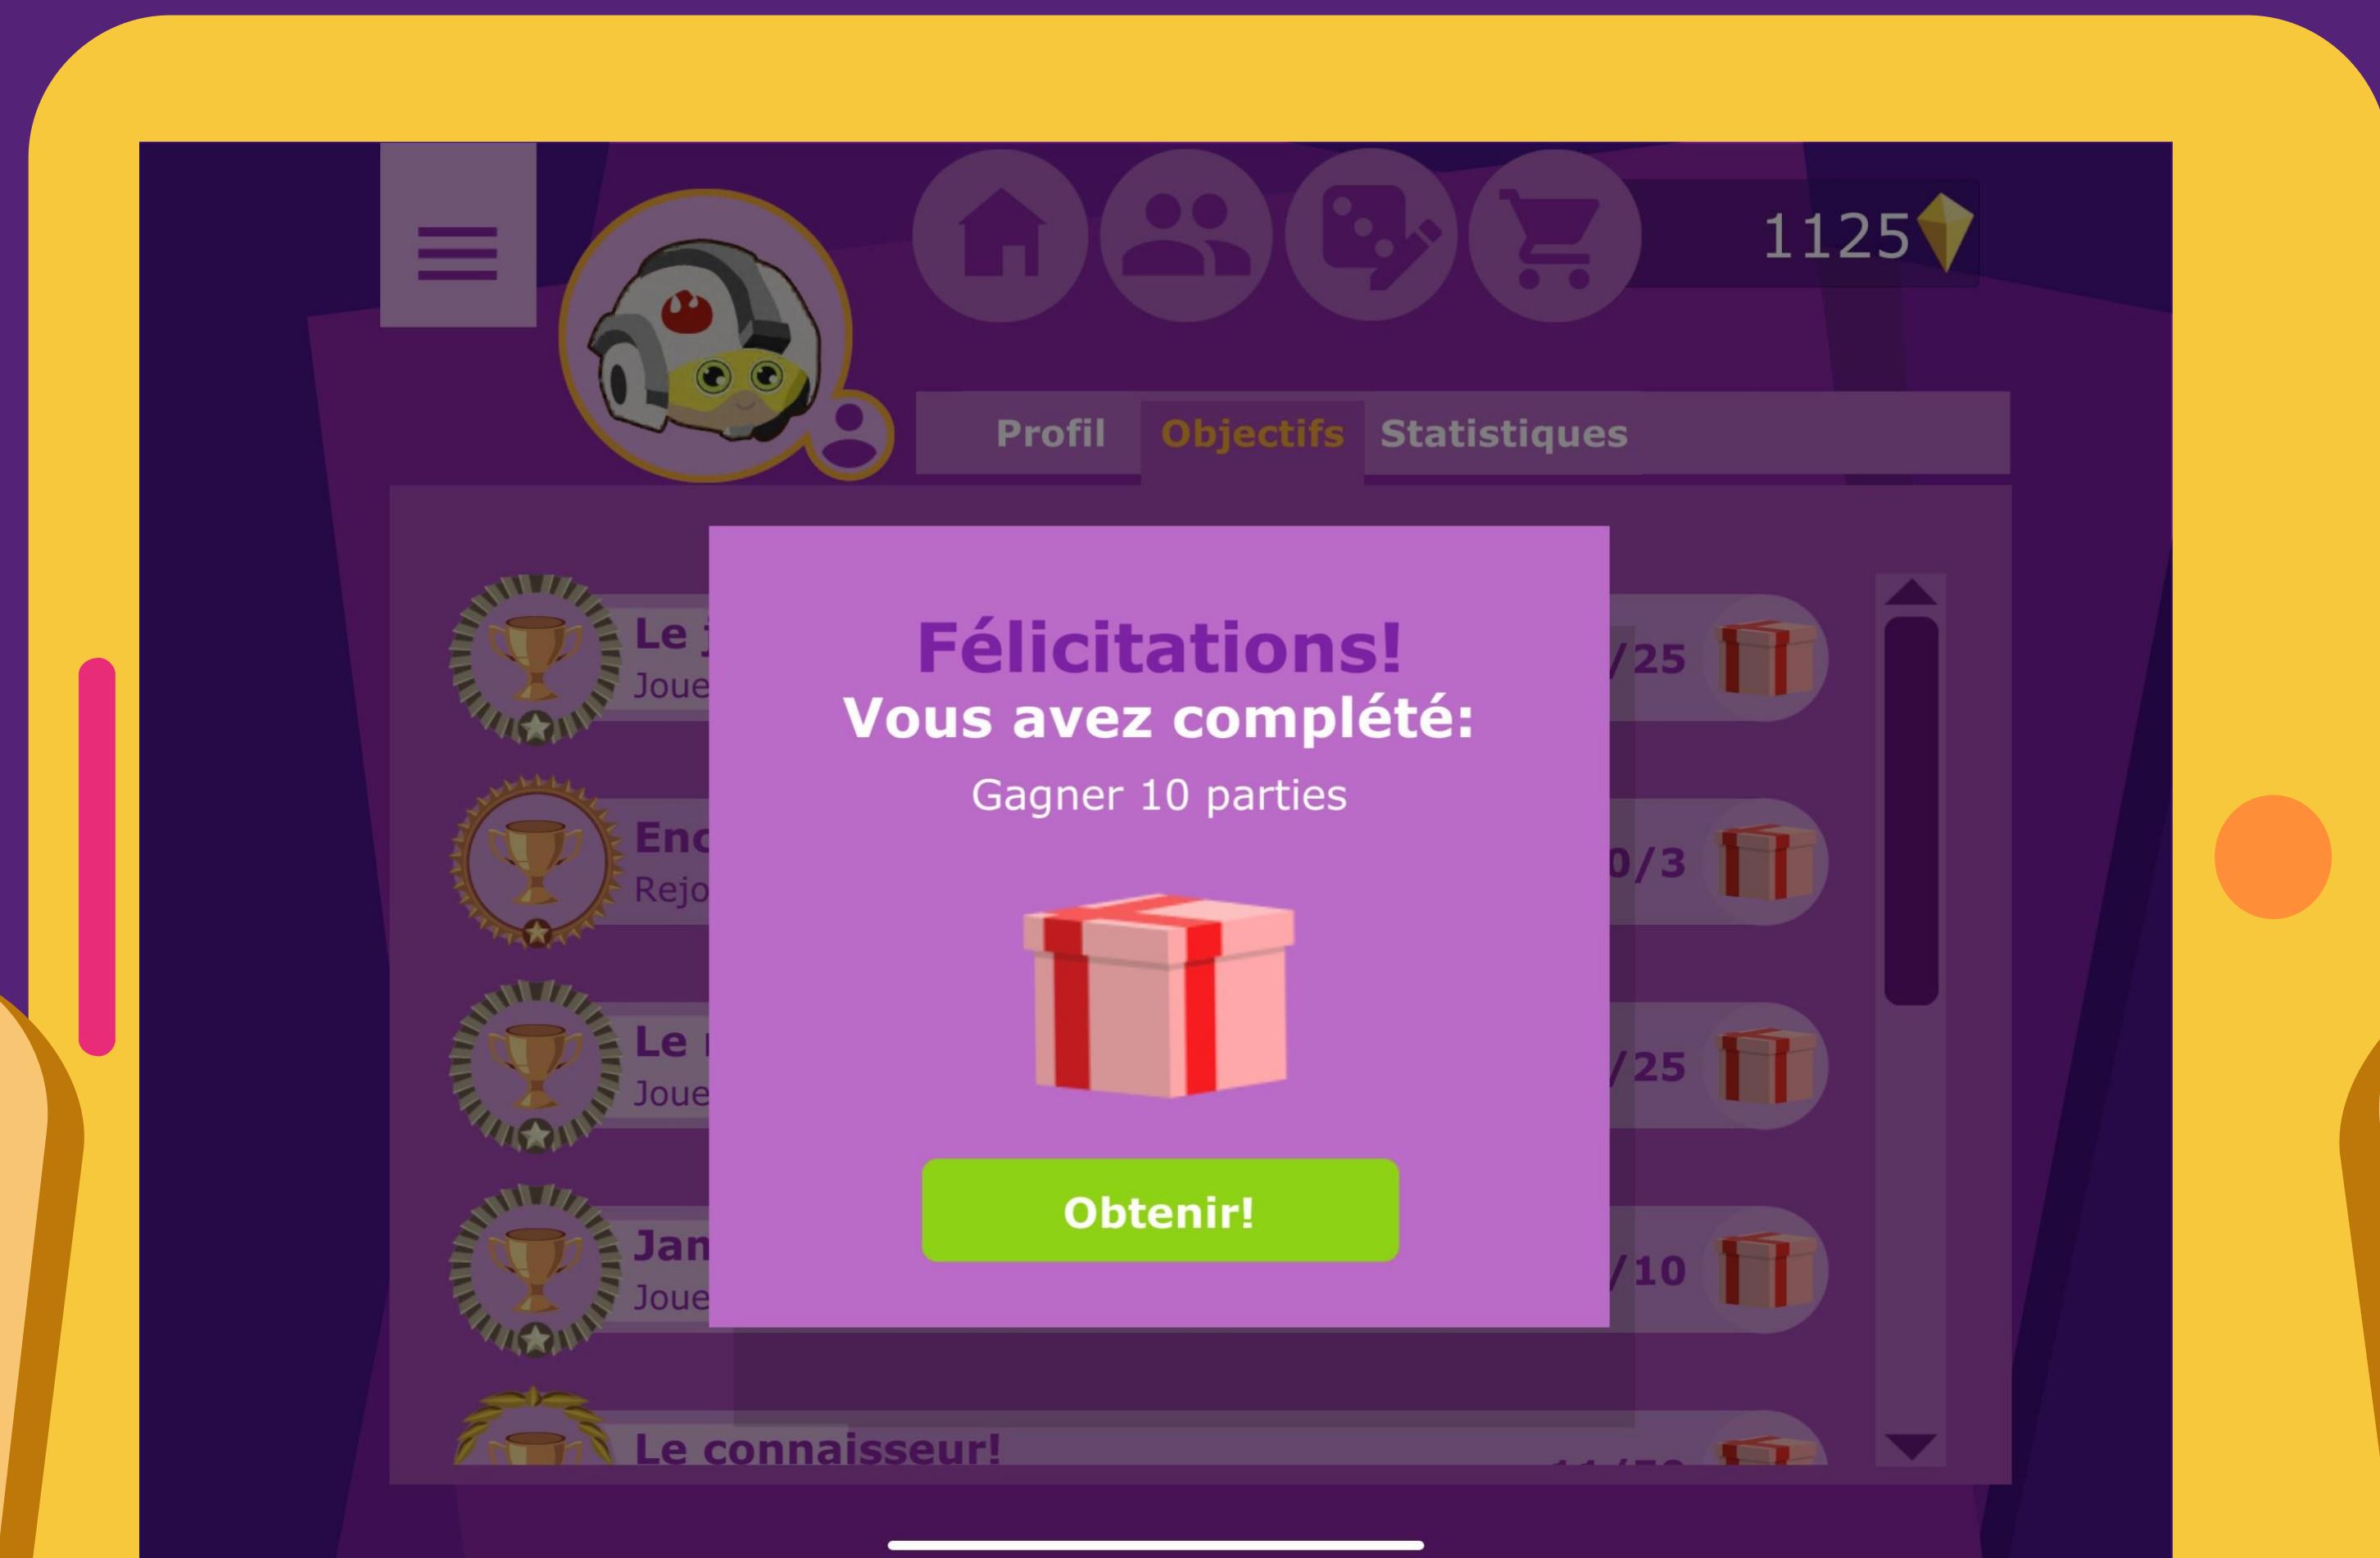 1125
Profil Objectifs Statistiques
Félicitations!
Vous avez complété:
Gagner 10 parties
Obtenir!
Le
/25
Joue
0/3
Rejo
Le
/25
Joue
Jam
/10
Joue
Le connaisseur!